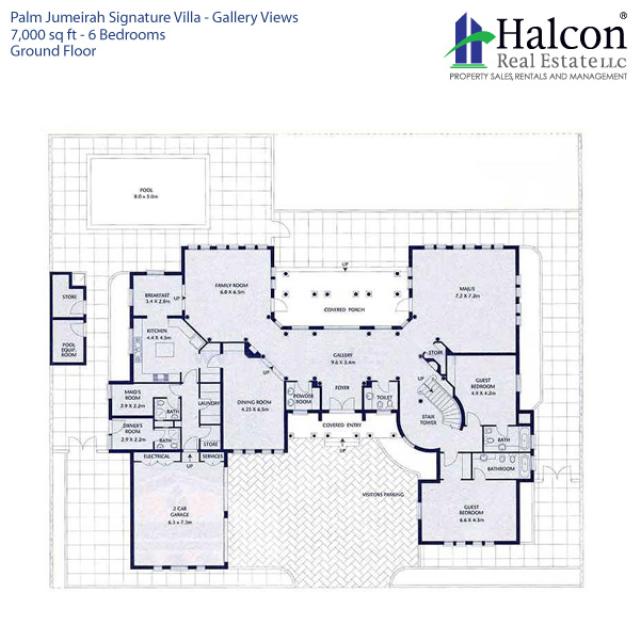 Palm Jumeirah Signature Villa - Gallery Views
7,000 sq ft - 6 Bedrooms
Ground Floor
Halcon®
Real Estate LLC
PROPERTY SALES, RENTALS AND MANAGEMENT
POOL
8.0 x 5.0m
STORE
POOL
EQUIP.
ROOM
BREAKFAST
3.4 X 2.8m
UP
FAMILY ROOM
6.0 X 6.5m
UP
COVERED PORCH
MAJLIS
7.2 X 7.2m
KITCHEN
4.4 X 4.5m
GALLERY
9.6 X 3.4m
STOR.
UP
UP
GUEST
BEDROOM
4.9 X 4.2m
MAID'S
ROOM
2.9 X 2.2m
BATH
LAUNDRY
DINING ROOM
4.25 X 6.5m
POWDER
ROOM
FOYER
TOILET
STAIR
TOWER
DRIVER'S
ROOM
2.9 X 2.2m
BATH
STORE
COVERED ENTRY
UP
BATH
ELECTRICAL
UP
SERVICES
BATHROOM
2 CAR
GARAGE
6.3 x 7.3m
VISITORS PARKING
GUEST
BEDROOM
6.6 X 4.5m